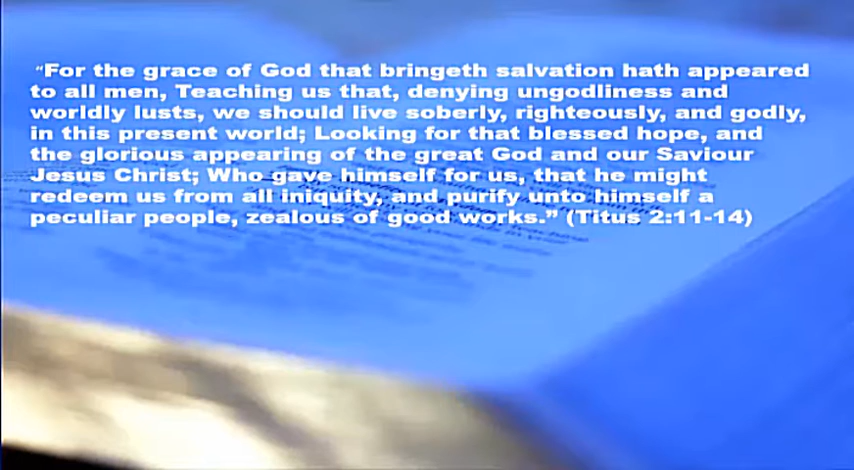 “For the grace of God that bringeth salvation hath appeared
to all men, Teaching us that, denying ungodliness and
worldly lusts, we should live soberly, righteously, and godly,
in this present world; Looking for that blessed hope, and
the glorious appearing of the great God and our Saviour
Jesus Christ; Who gave himself for us, that he might
redeem us from all iniquity, and purify unto himself a
peculiar people, zealous of good works.” (Titus 2:11-14)